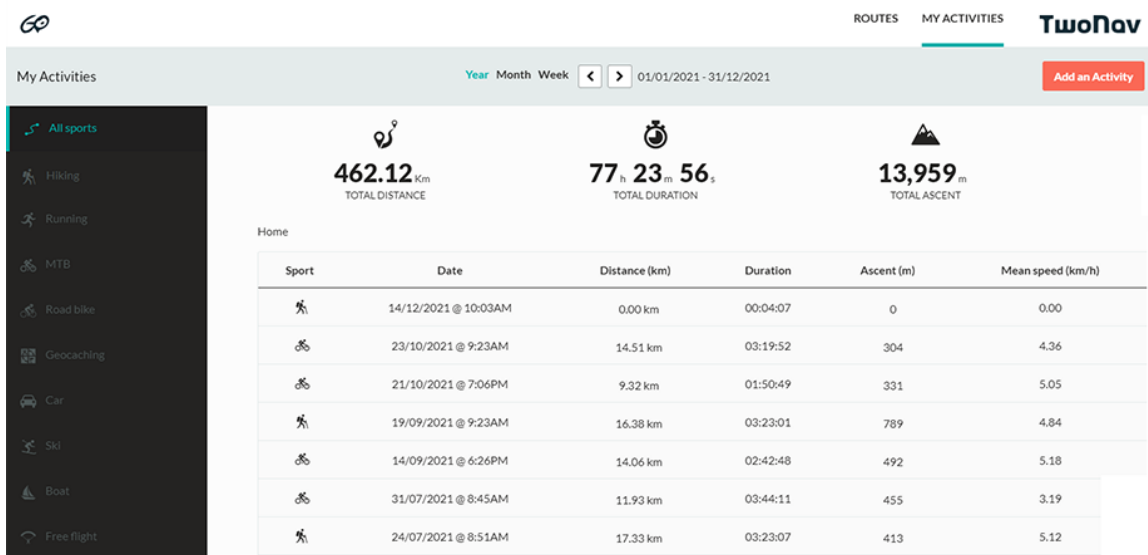 GO
ROUTES MY ACTIVITIES TwoNav
My Activities
Year Month Week < > 01/01/2021 - 31/12/2021
Add an Activity
All sports
Hiking
Running
MTB
Road bike
Geocaching
Car
Ski
Boat
Free flight
462.12 Km
TOTAL DISTANCE
77 h 23 m 56 s
TOTAL DURATION
13,959 m
TOTAL ASCENT
Home
Sport Date Distance (km) Duration Ascent (m) Mean speed (km/h)
14/12/2021 @ 10:03AM 0.00 km 00:04:07 0 0.00
23/10/2021 @ 9:23AM 14.51 km 03:19:52 304 4.36
21/10/2021 @ 7:06PM 9.32 km 01:50:49 331 5.05
19/09/2021 @ 9:23AM 16.38 km 03:23:01 789 4.84
14/09/2021 @ 6:26PM 14.06 km 02:42:48 492 5.18
31/07/2021 @ 8:45AM 11.93 km 03:44:11 455 3.19
24/07/2021 @ 8:51AM 17.33 km 03:23:07 413 5.12